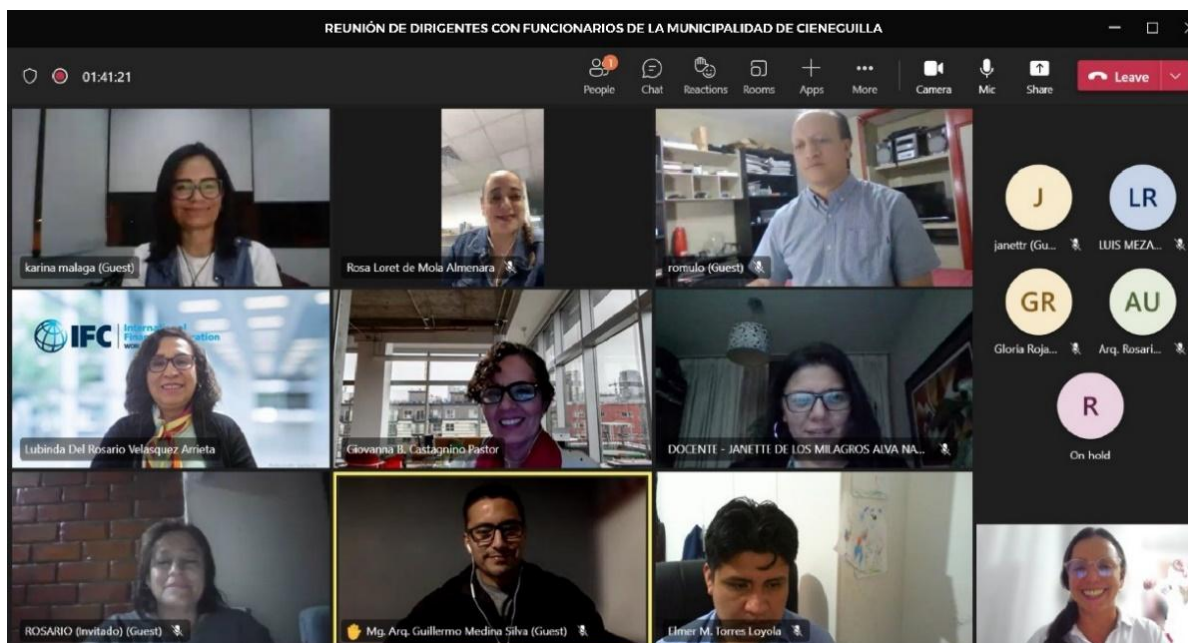 REUNIÓN DE DIRIGENTES CON FUNCIONARIOS DE LA MUNICIPALIDAD DE CIENEGUILLA
01:41:21
1
People
Chat
Reactions
Rooms
Apps
More
Camera
Mic
Share
Leave
karina malaga (Guest)
Rosa Loret de Mola Almenara
romulo (Guest)
J
LR
janettr (Gu...
LUIS MEZA...
GR
AU
Gloria Roja...
Arq. Rosari...
R
On hold
IFC
International
Lubinda Del Rosario Velasquez Arrieta
Giovanna B. Castagnino Pastor
DOCENTE - JANETTE DE LOS MILAGROS ALVA NA...
ROSARIO (Invitado) (Guest)
Mg. Arq. Guillermo Medina Silva (Guest)
Elmer M. Torres Loyola